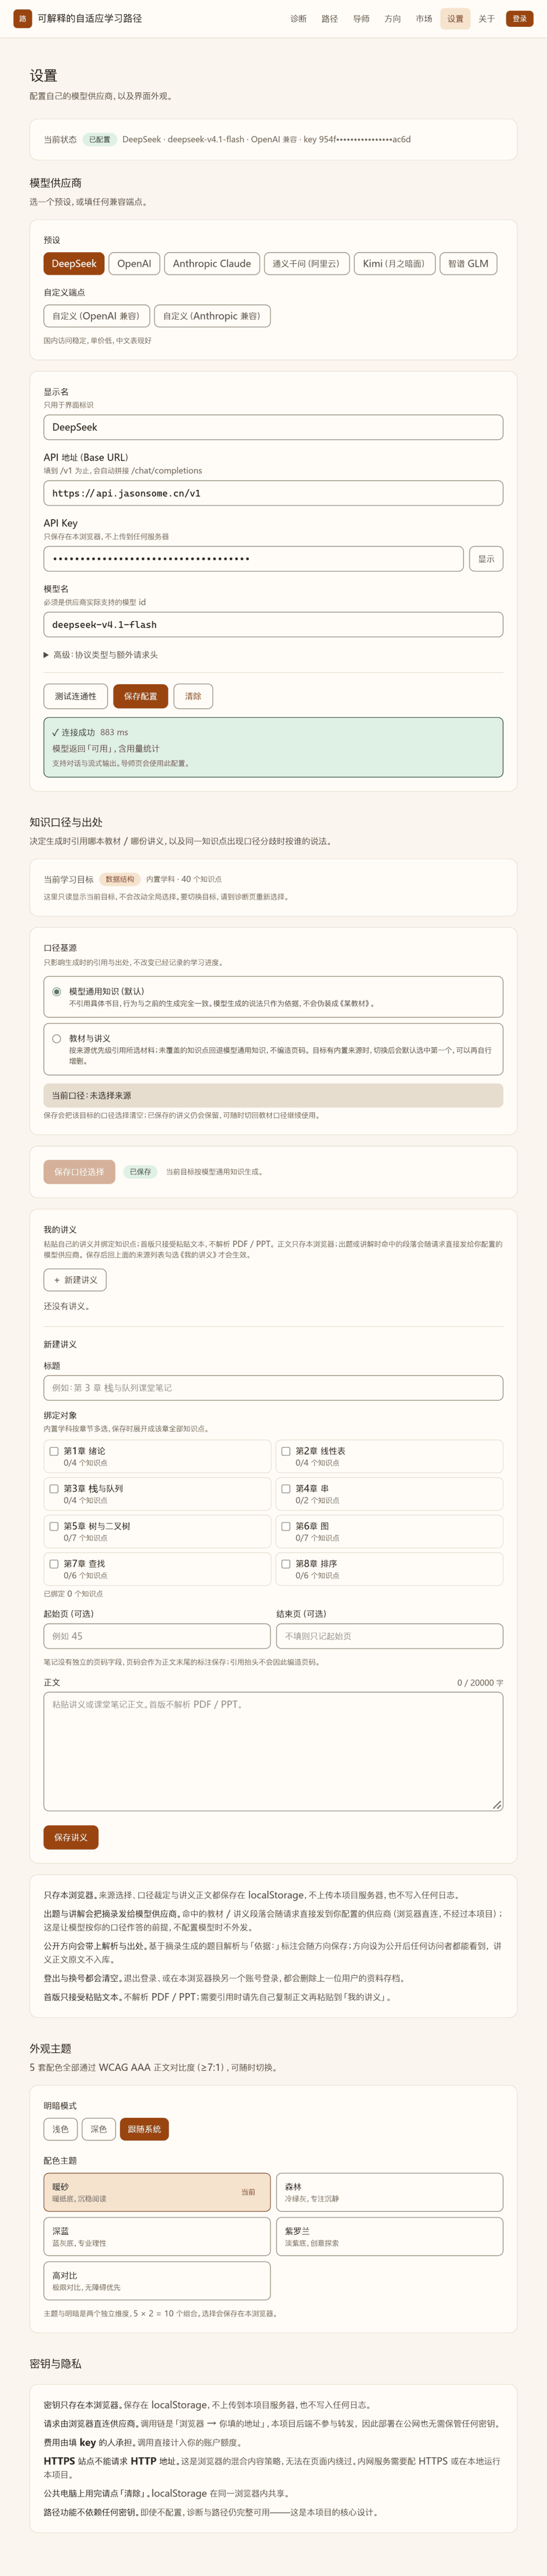 路 可解释的自适应学习路径 诊断 路径 导师 方向 市场 设置 关于 登录
设置
配置自己的模型供应商，以及界面外观。
当前状态 已配置 DeepSeek · deepseek-v4.1-flash · OpenAI 兼容 · key 954f••••••••••••••••ac6d
模型供应商
选一个预设，或填任何兼容端点。
预设
DeepSeek OpenAI Anthropic Claude 通义千问 (阿里云) Kimi (月之暗面) 智谱 GLM
自定义端点
自定义 (OpenAI 兼容) 自定义 (Anthropic 兼容)
国内访问稳定，单价低，中文表现好
显示名
只用于界面标识
DeepSeek
API 地址 (Base URL)
填到 /v1 为止，会自动拼接 /chat/completions
https://api.jasonsome.cn/v1
API Key
只保存在本浏览器，不上传到任何服务器
•••••••••••••••••••••••••••••••••••• 显示
模型名
必须是供应商实际支持的模型 id
deepseek-v4.1-flash
▶ 高级：协议类型与额外请求头
测试连通性 保存配置 清除
✓ 连接成功 883 ms
模型返回「可用」，含用量统计
支持对话与流式输出。导师页会使用此配置。
知识口径与出处
决定生成时引用哪本教材 / 哪份讲义，以及同一知识点出现口径分歧时按谁的说法。
当前学习目标 数据结构 内置学科 · 40 个知识点
这里只读显示当前目标，不会改动全局选择。要切换目标，请到诊断页重新选择。
口径基源
只影响生成时的引用与出处，不改变已经记录的学习进度。
模型通用知识 (默认)
不引用具体书目，行为与之前的生成完全一致。模型生成的说法只作为依据，不会伪装成《某教材》。
教材与讲义
按来源优先级引用所选材料；未覆盖的知识点回退模型通用知识，不编造页码。目标有内置来源时，切换后会默认选中第一个，可以再自行
增删。
当前口径：未选择来源
保存会把该目标的口径选择清空；已保存的讲义仍会保留，可随时切回教材口径继续使用。
保存口径选择 已保存 当前目标按模型通用知识生成。
我的讲义
粘贴自己的讲义并绑定知识点；首版只接受粘贴文本，不解析 PDF / PPT。正文只存本浏览器；出题或讲解时命中的段落会随请求直接发给你配置的
模型供应商。保存后回上面的来源列表勾选《我的讲义》才会生效。
＋ 新建讲义
还没有讲义。
新建讲义
标题
例如：第 3 章 栈与队列课堂笔记
绑定对象
内置学科按章节多选，保存时展开成该章全部知识点。
第1章 绪论
0/4 个知识点
第2章 线性表
0/4 个知识点
第3章 栈与队列
0/4 个知识点
第4章 串
0/2 个知识点
第5章 树与二叉树
0/7 个知识点
第6章 图
0/7 个知识点
第7章 查找
0/6 个知识点
第8章 排序
0/6 个知识点
已绑定 0 个知识点
起始页 (可选) 结束页 (可选)
例如 45 不填则只记起始页
笔记没有独立的页码字段，页码会作为正文末尾的标注保存；引用抬头不会因此编造页码。
正文 0 / 20000 字
粘贴讲义或课堂笔记正文。首版不解析 PDF / PPT。
保存讲义
只存本浏览器。来源选择、口径裁定与讲义正文都保存在 localStorage，不上传本项目服务器，也不写入任何日志。
出题与讲解会把摘录发给模型供应商。命中的教材 / 讲义段落会随请求直接到你配置的供应商 (浏览器直连，不经过本项目)；
这是让模型按你的口径作答的前提，不配置模型时不外发。
公开方向会带上解析与出处。基于摘录生成的题目解析与「依据：」标注会随方向保存；方向设为公开后任何访问者都能看到，讲
义正文原文不入库。
登出与换号都会清空。退出登录、或在本浏览器换另一个账号登录，都会删除上一位用户的资料存档。
首版只接受粘贴文本。不解析 PDF / PPT；需要引用时请先自己复制正文再粘贴到「我的讲义」。
外观主题
5 套配色全部通过 WCAG AAA 正文对比度 (≥7:1)，可随时切换。
明暗模式
浅色 深色 跟随系统
配色主题
暖砂
暖纸底，沉稳阅读
当前
森林
冷绿灰，专注沉静
深蓝
蓝灰底，专业理性
紫罗兰
淡紫底，创意探索
高对比
极限对比，无障碍优先
主题与明暗是两个独立维度，5 × 2 = 10 个组合，选择会保存在本浏览器。
密钥与隐私
密钥只存在本浏览器。保存在 localStorage，不上传到本项目服务器，也不写入任何日志。
请求由浏览器直连供应商。调用链是「浏览器 → 你填的地址」，本项目后端不参与转发，因此部署在公网也无需保管任何密钥。
费用由填 key 的人承担。调用直接计入你的账户额度。
HTTPS 站点不能请求 HTTP 地址。这是浏览器的混合内容策略，无法在页面内绕过。内网服务需要配 HTTPS 或在本地运行
本项目。
公共电脑上用完请点「清除」。localStorage 在同一浏览器内共享。
路径功能不依赖任何密钥。即使不配置，诊断与路径仍完整可用——这是本项目的核心设计。